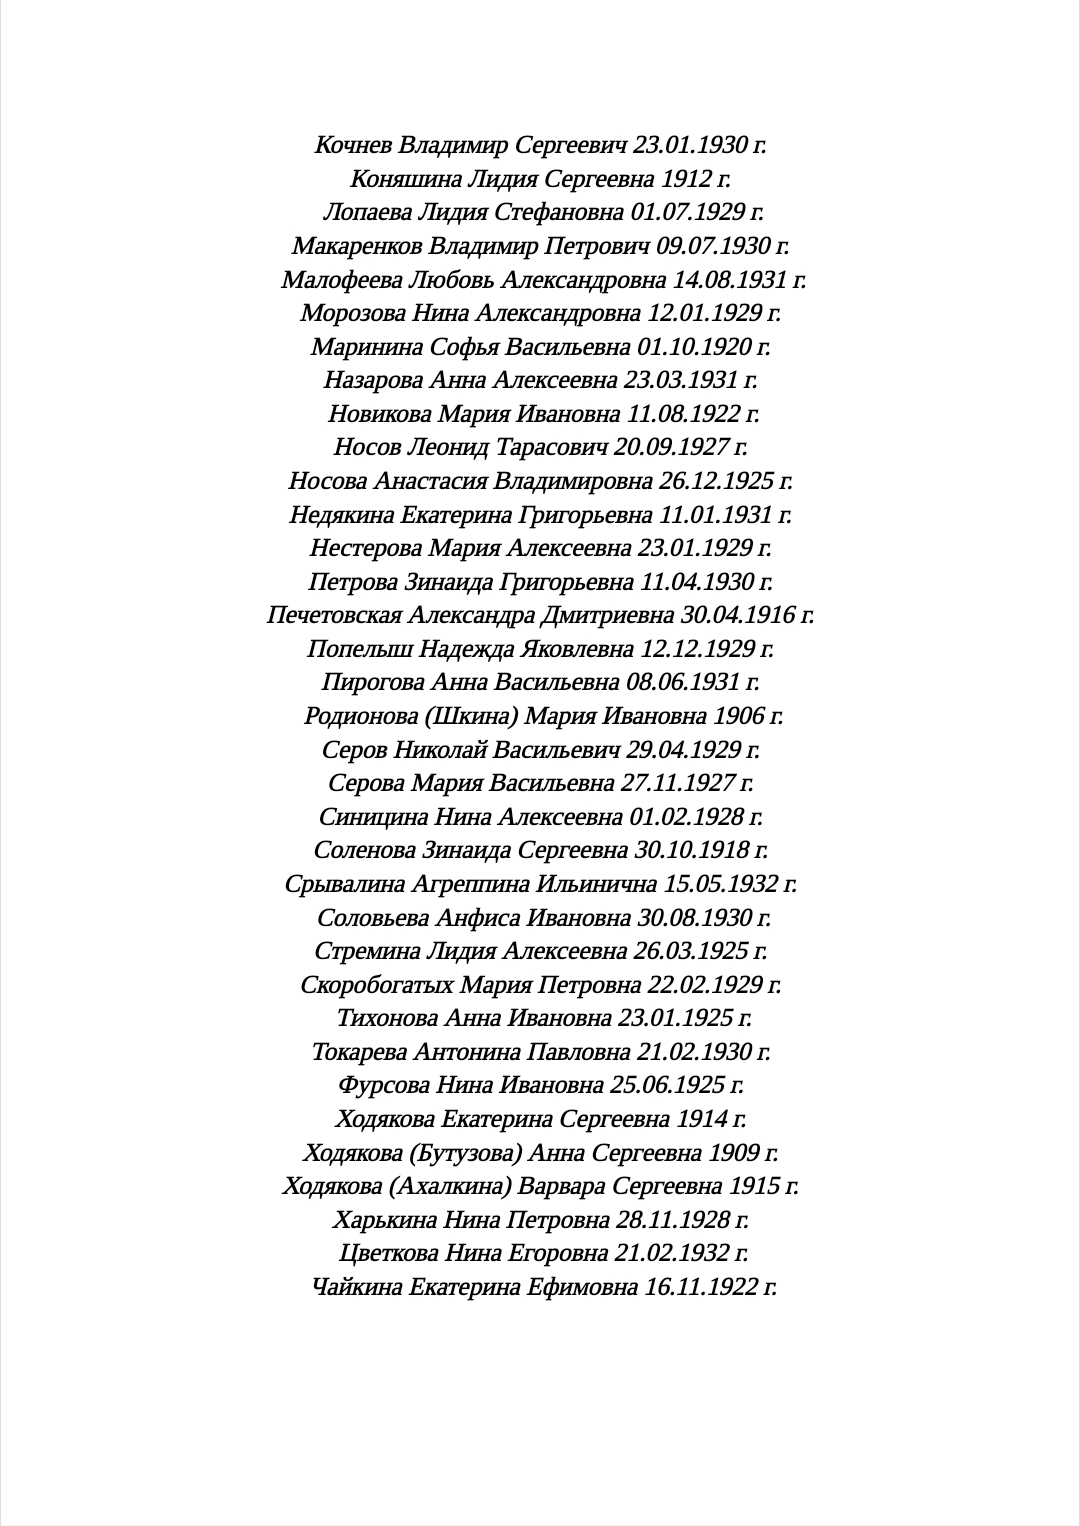 Кочнев Владимир Сергеевич 23.01.1930 г.
Коняшина Лидия Сергеевна 1912 г.
Лопаева Лидия Стефановна 01.07.1929 г.
Макаренков Владимир Петрович 09.07.1930 г.
Малофеева Любовь Александровна 14.08.1931 г.
Морозова Нина Александровна 12.01.1929 г.
Маринина Софья Васильевна 01.10.1920 г.
Назарова Анна Алексеевна 23.03.1931 г.
Новикова Мария Ивановна 11.08.1922 г.
Носов Леонид Тарасович 20.09.1927 г.
Носова Анастасия Владимировна 26.12.1925 г.
Недякина Екатерина Григорьевна 11.01.1931 г.
Нестерова Мария Алексеевна 23.01.1929 г.
Петрова Зинаида Григорьевна 11.04.1930 г.
Печетовская Александра Дмитриевна 30.04.1916 г.
Попелыш Надежда Яковлевна 12.12.1929 г.
Пирогова Анна Васильевна 08.06.1931 г.
Родионова (Шкина) Мария Ивановна 1906 г.
Серов Николай Васильевич 29.04.1929 г.
Серова Мария Васильевна 27.11.1927 г.
Синицина Нина Алексеевна 01.02.1928 г.
Соленова Зинаида Сергеевна 30.10.1918 г.
Срывалина Агреппина Ильинична 15.05.1932 г.
Соловьева Анфиса Ивановна 30.08.1930 г.
Стремина Лидия Алексеевна 26.03.1925 г.
Скоробогатых Мария Петровна 22.02.1929 г.
Тихонова Анна Ивановна 23.01.1925 г.
Токарева Антонина Павловна 21.02.1930 г.
Фурсова Нина Ивановна 25.06.1925 г.
Ходякова Екатерина Сергеевна 1914 г.
Ходякова (Бутузова) Анна Сергеевна 1909 г.
Ходякова (Ахалкина) Варвара Сергеевна 1915 г.
Харькина Нина Петровна 28.11.1928 г.
Цветкова Нина Егоровна 21.02.1932 г.
Чайкина Екатерина Ефимовна 16.11.1922 г.